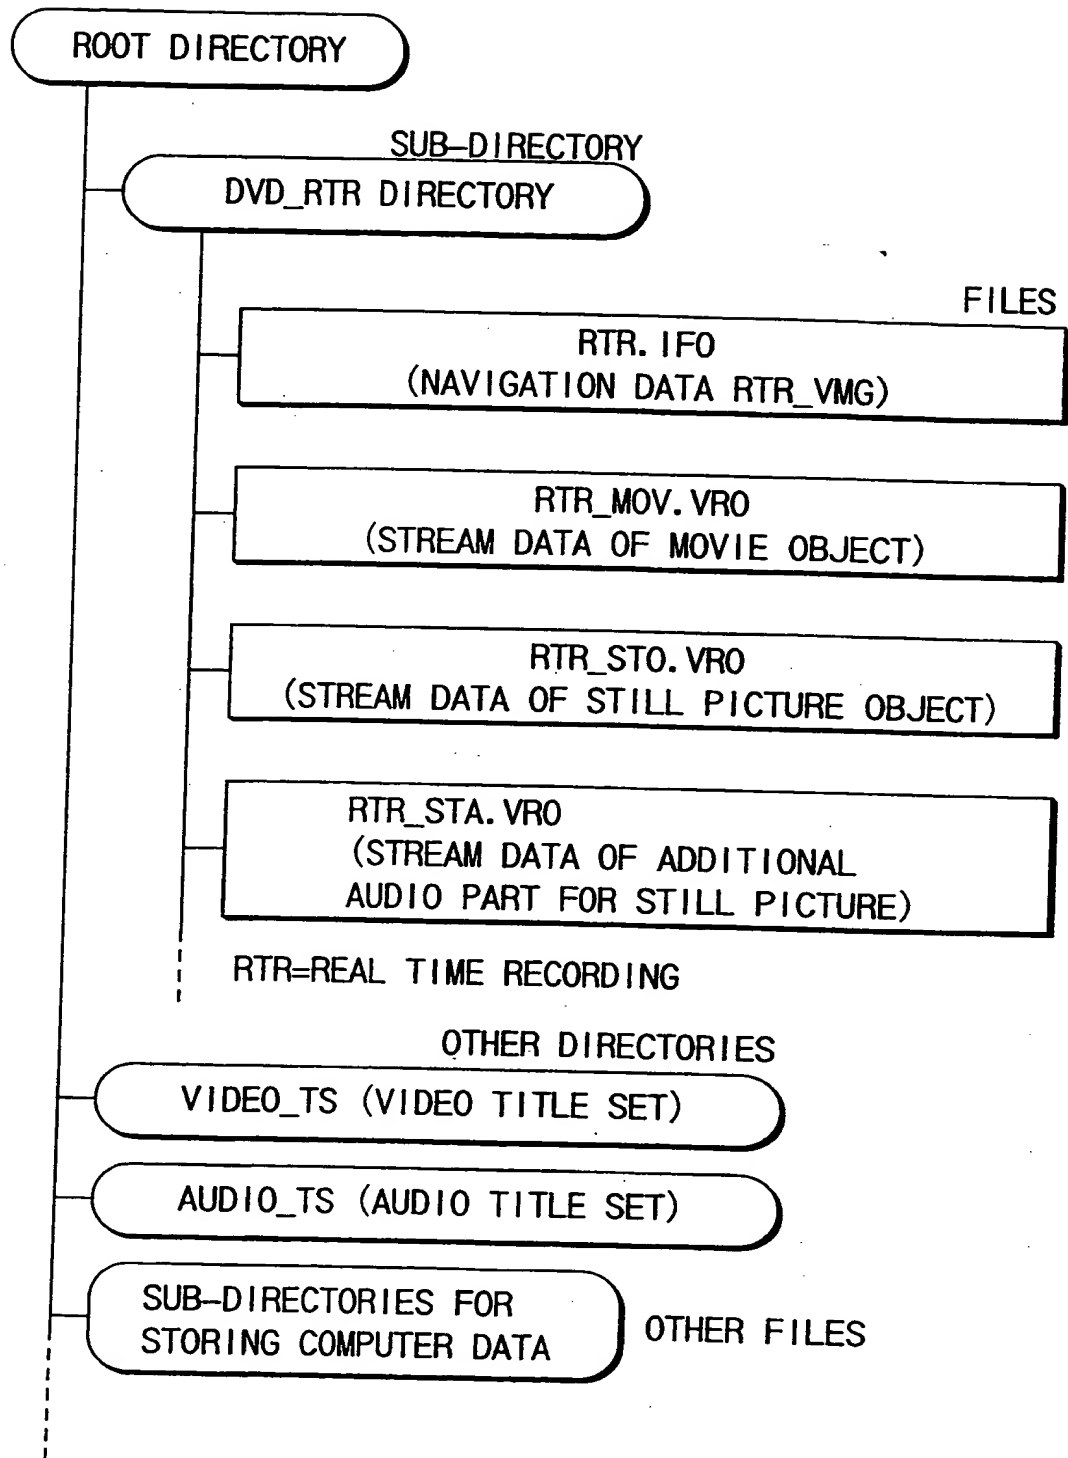 ROOT DIRECTORY
SUB-DIRECTORY
DVD_RTR DIRECTORY
FILES
RTR.IFO
(NAVIGATION DATA RTR_VMG)
RTR_MOV.VRO
(STREAM DATA OF MOVIE OBJECT)
RTR_STO.VRO
(STREAM DATA OF STILL PICTURE OBJECT)
RTR_STA.VRO
(STREAM DATA OF ADDITIONAL
AUDIO PART FOR STILL PICTURE)
RTR=REAL TIME RECORDING
OTHER DIRECTORIES
VIDEO_TS (VIDEO TITLE SET)
AUDIO_TS (AUDIO TITLE SET)
SUB-DIRECTORIES FOR
STORING COMPUTER DATA
OTHER FILES